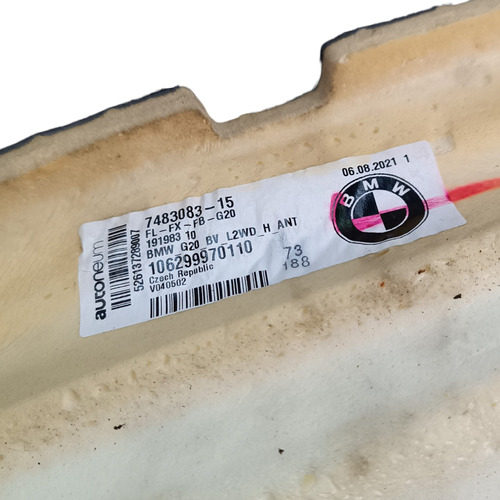 06.08.2021 1
BMW
7483083-15
FL-FX-FB-G20
191983 10
BMW G20 BV L2WD H ANT
106299970110
73
188
Czech Republic
V040502
autoneum
526137289007